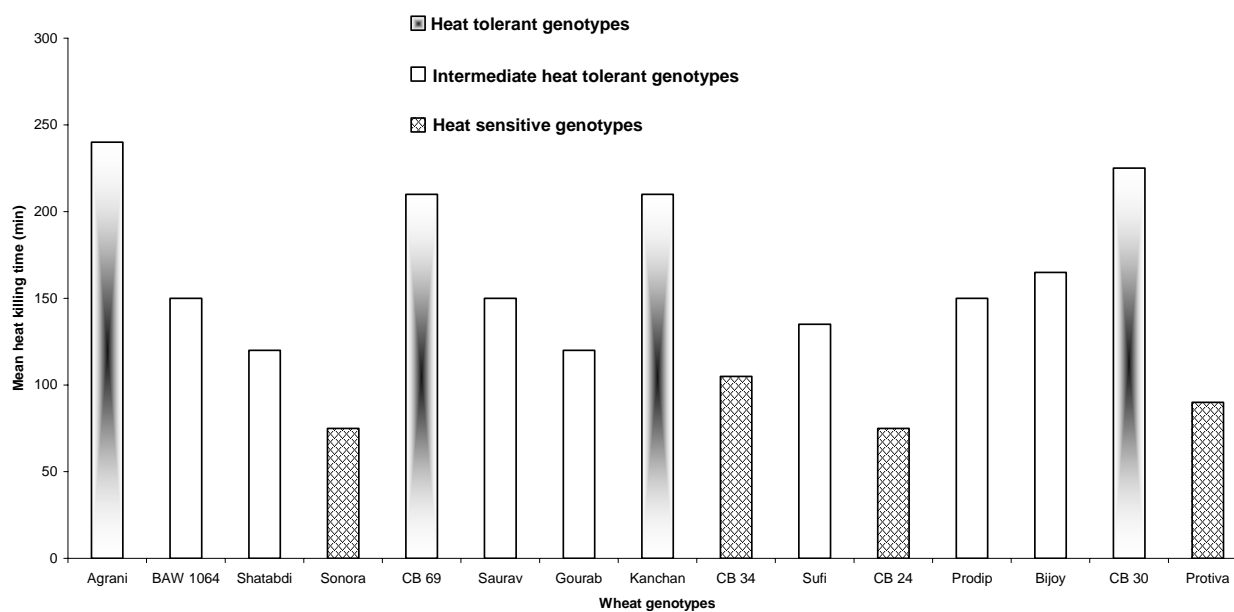 Heat tolerant genotypes
Intermediate heat tolerant genotypes
Heat sensitive genotypes
Mean heat killing time (min)
300
250
200
150
100
50
0
Agrani BAW 1064 Shatabdi Sonora CB 69 Saurav Gourab Kanchan CB 34 Sufi CB 24 Prodip Bijoy CB 30 Protiva
Wheat genotypes